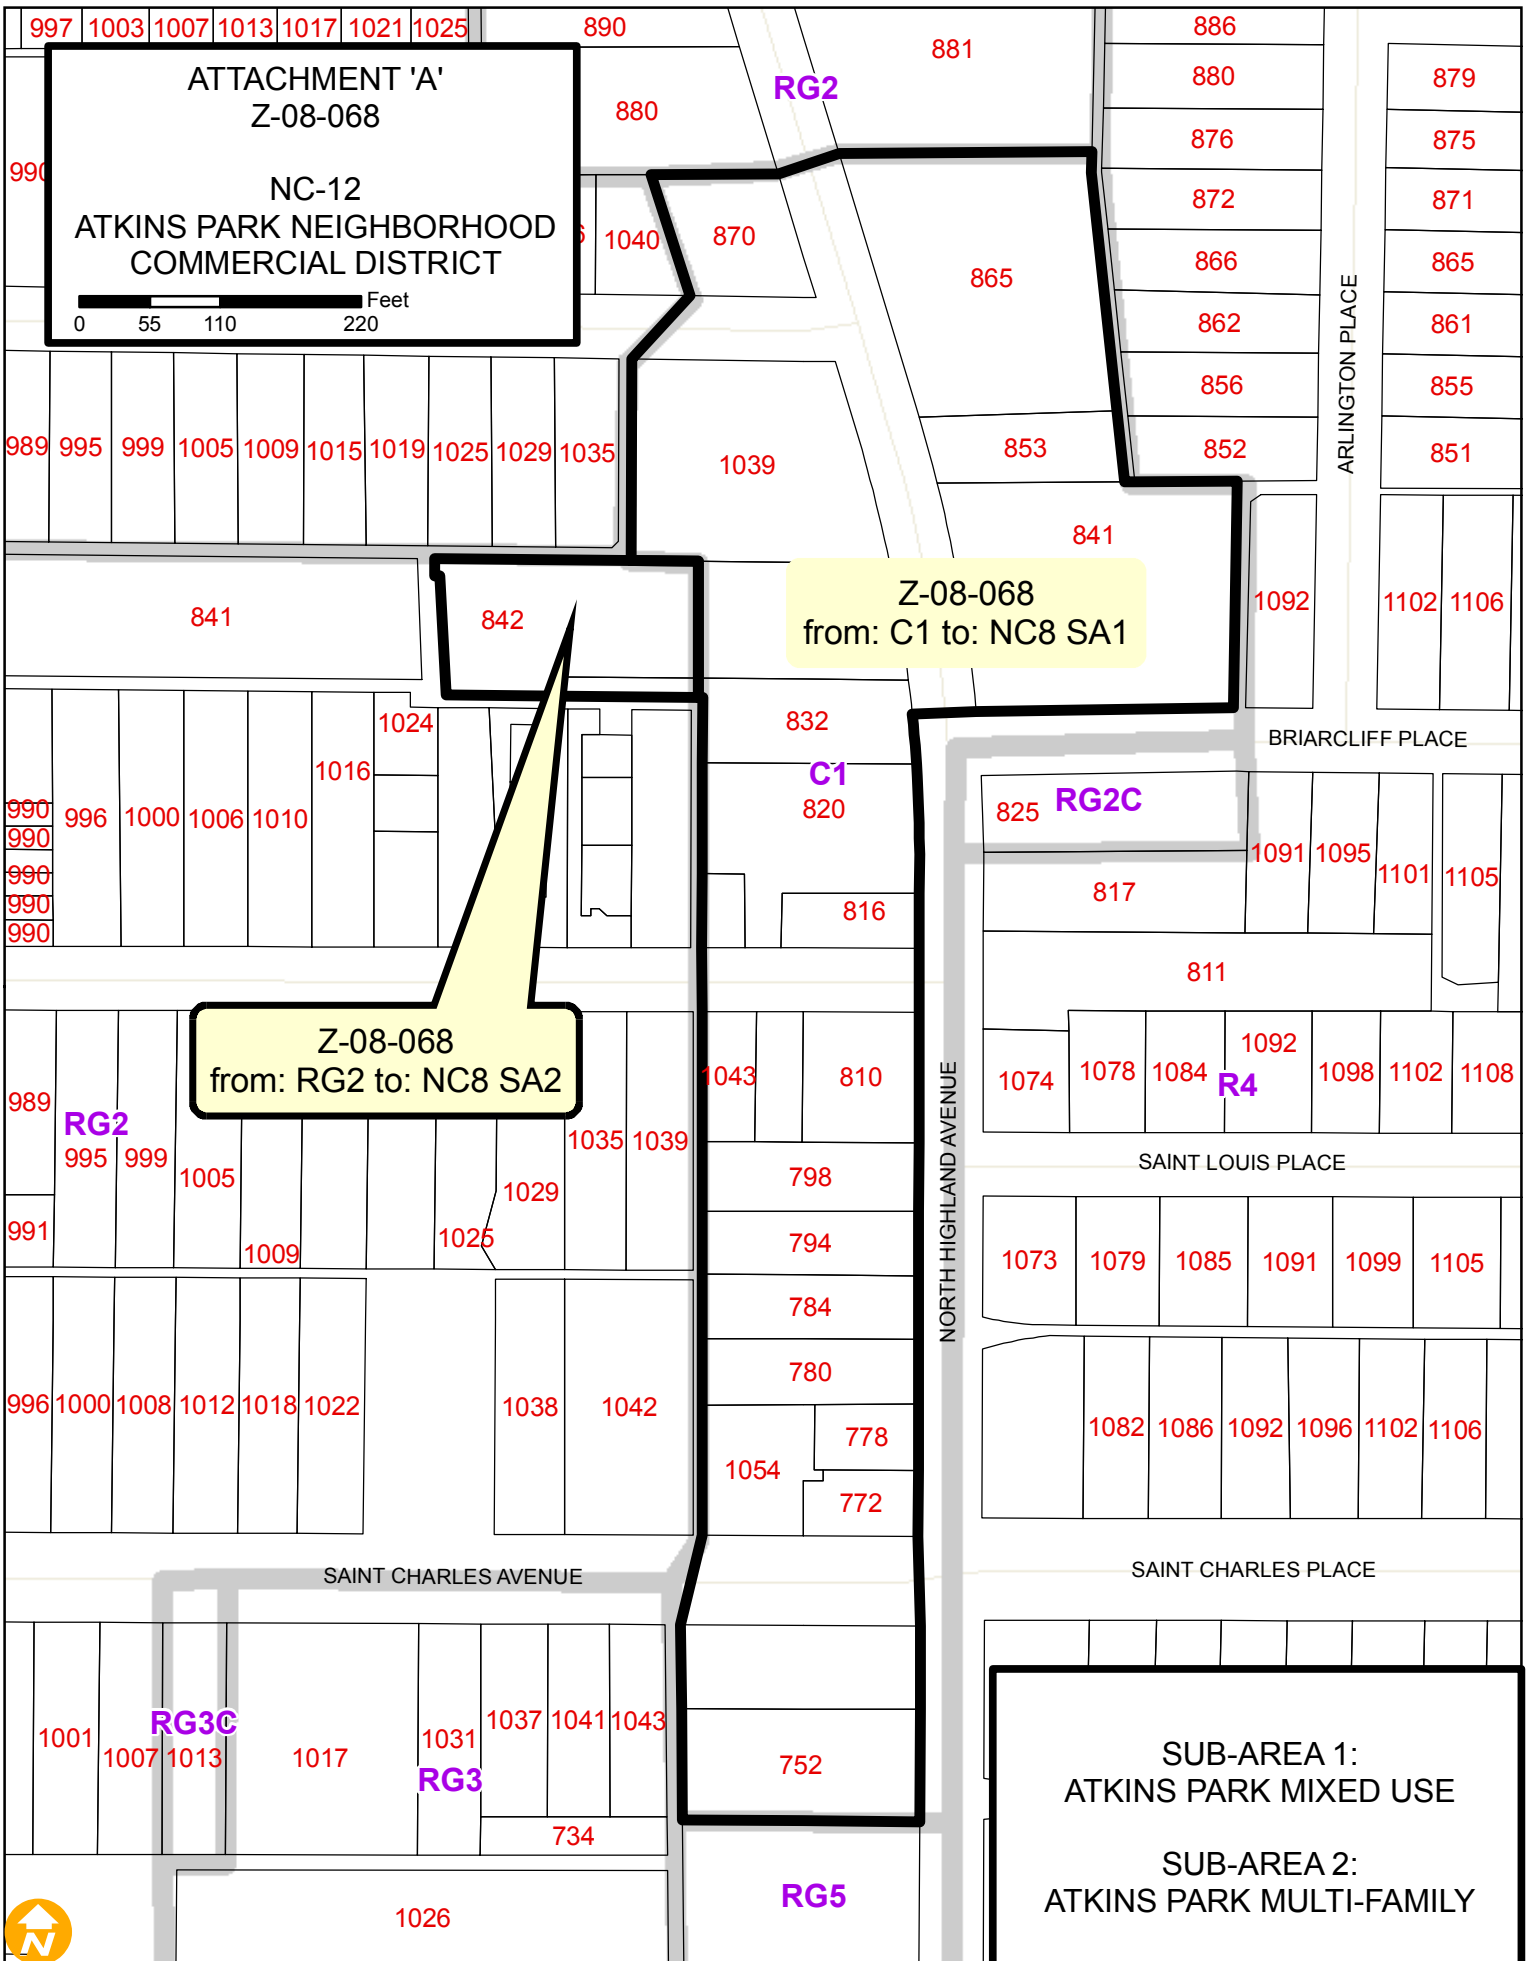 997 1003 1007 1013 1017 1021 1025 890 881 886
ATTACHMENT 'A'
Z-08-068
NC-12
ATKINS PARK NEIGHBORHOOD
COMMERCIAL DISTRICT
Feet
0 55 110 220
RG2
880 879
880 876 875
990 1040 870 872 871
865 866 865
862 861
856 855
ARLINGTON PLACE
989 995 999 1005 1009 1015 1019 1025 1029 1035 1039 853 852 851
841
Z-08-068
from: C1 to: NC8 SA1
841 842 1092 1102 1106
832
BRIARCLIFF PLACE
1024
1016
C1
820
825 RG2C
990 996 1000 1006 1010
990
990
990
990
1091 1095 1101 1105
817
816
811
Z-08-068
from: RG2 to: NC8 SA2
989 1043 810 1074 1078 1084 1092 1098 1102 1108
R4
RG2
995 999 1005 1035 1039
NORTH HIGHLAND AVENUE
SAINT LOUIS PLACE
798
991 1009 1025 1029
794 1073 1079 1085 1091 1099 1105
784
780
996 1000 1008 1012 1018 1022 1038 1042
778 1082 1086 1092 1096 1102 1106
1054
772
SAINT CHARLES AVENUE
SAINT CHARLES PLACE
RG3C
1001 1007 1013 1017 1031 1037 1041 1043
RG3
752
734
SUB-AREA 1:
ATKINS PARK MIXED USE
SUB-AREA 2:
ATKINS PARK MULTI-FAMILY
RG5
1026
N